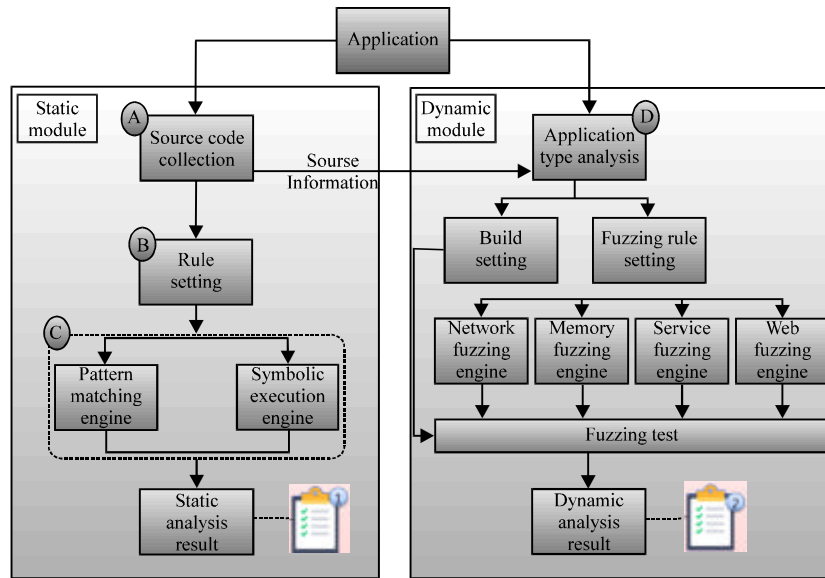 Application
Static
module
A
Source code
collection
Sourse
Information
B
Rule
setting
C
Pattern
matching
engine
Symbolic
execution
engine
Static
analysis
result
1
Dynamic
module
D
Application
type analysis
Build
setting
Fuzzing rule
setting
Network
fuzzing
engine
Memory
fuzzing
engine
Service
fuzzing
engine
Web
fuzzing
engine
Fuzzing test
Dynamic
analysis
result
2